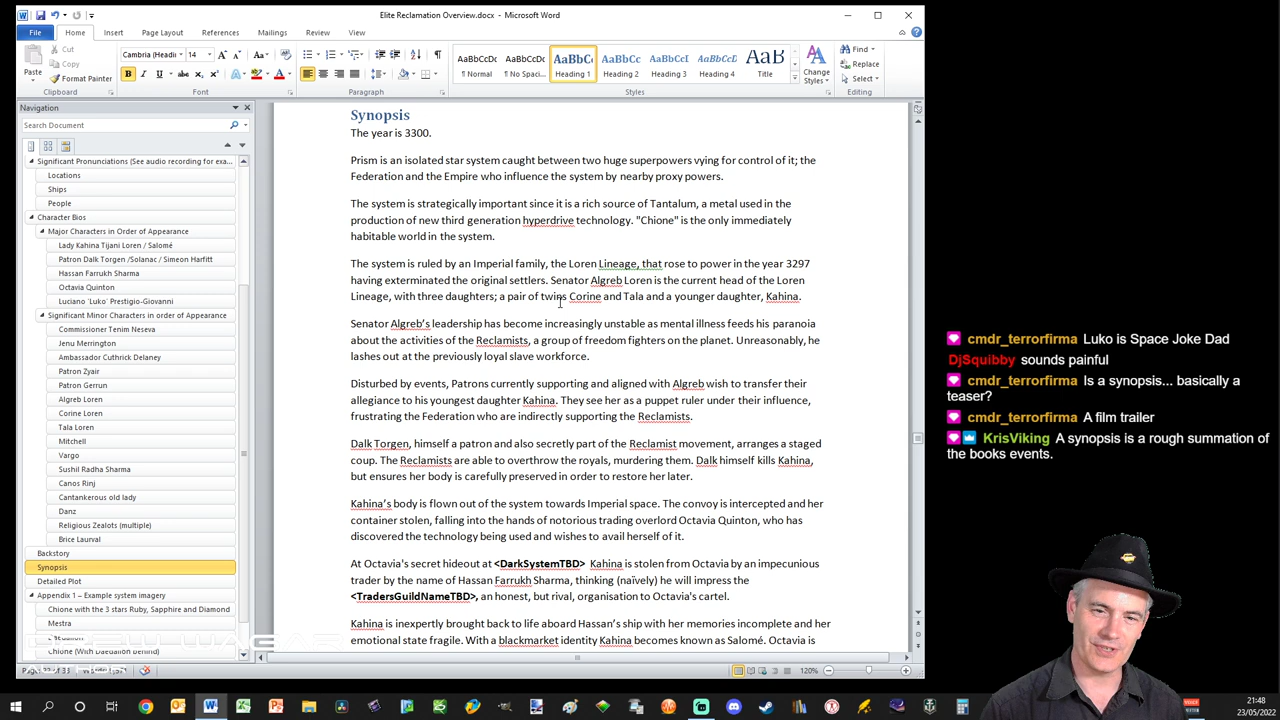 Elite Reclamation Overview.docx - Microsoft Word
File
Home
Insert
Page Layout
References
Mailings
Review
View
Cut
Copy
Format Painter
Paste
Clipboard
Cambria (Headin
14
Font
Paragraph
AaBbCcDc
AaBbCcDc
AaBbC
AaBbCc
AaBbCc
AaBbCc
AaB
¶ Normal
¶ No Spaci...
Heading 1
Heading 2
Heading 3
Heading 4
Title
Change
Styles
Styles
Find
Replace
Select
Editing
Navigation
Search Document
Significant Pronunciations (See audio recording for exa...
Locations
Ships
People
Character Bios
Major Characters in Order of Appearance
Lady Kahina Tijani Loren / Salomé
Patron Dalk Torgen /Solanac / Simeon Harfitt
Hassan Farrukh Sharma
Octavia Quinton
Luciano 'Luko' Prestigio-Giovanni
Significant Minor Characters in order of Appearance
Commissioner Tenim Neseva
Jenu Merrington
Ambassador Cuthrick Delaney
Patron Zyair
Patron Gerrun
Algreb Loren
Corine Loren
Tala Loren
Mitchell
Vargo
Sushil Radha Sharma
Canos Rinj
Cantankerous old lady
Danz
Religious Zealots (multiple)
Brice Laurval
Backstory
Synopsis
Detailed Plot
Appendix 1 – Example system imagery
Chione with the 3 stars Ruby, Sapphire and Diamond
Mestra
Chione (With Daedalion behind)
Synopsis
The year is 3300.
Prism is an isolated star system caught between two huge superpowers vying for control of it; the
Federation and the Empire who influence the system by nearby proxy powers.
The system is strategically important since it is a rich source of Tantalum, a metal used in the
production of new third generation hyperdrive technology. "Chione" is the only immediately
habitable world in the system.
The system is ruled by an Imperial family, the Loren Lineage, that rose to power in the year 3297
having exterminated the original settlers. Senator Algreb Loren is the current head of the Loren
Lineage, with three daughters; a pair of twins Corine and Tala and a younger daughter, Kahina.
Senator Algreb's leadership has become increasingly unstable as mental illness feeds his paranoia
about the activities of the Reclamists, a group of freedom fighters on the planet. Unreasonably, he
lashes out at the previously loyal slave workforce.
Disturbed by events, Patrons currently supporting and aligned with Algreb wish to transfer their
allegiance to his youngest daughter Kahina. They see her as a puppet ruler under their influence,
frustrating the Federation who are indirectly supporting the Reclamists.
Dalk Torgen, himself a patron and also secretly part of the Reclamist movement, arranges a staged
coup. The Reclamists are able to overthrow the royals, murdering them. Dalk himself kills Kahina,
but ensures her body is carefully preserved in order to restore her later.
Kahina's body is flown out of the system towards Imperial space. The convoy is intercepted and her
container stolen, falling into the hands of notorious trading overlord Octavia Quinton, who has
discovered the technology being used and wishes to avail herself of it.
At Octavia's secret hideout at <DarkSystemTBD> Kahina is stolen from Octavia by an impecunious
trader by the name of Hassan Farrukh Sharma, thinking (naïvely) he will impress the
<TradersGuildNameTBD>, an honest, but rival, organisation to Octavia's cartel.
Kahina is inexpertly brought back to life aboard Hassan's ship with her memories incomplete and her
emotional state fragile. With a blackmarket identity Kahina becomes known as Salomé. Octavia is
120%
cmdr_terrorfirma Luko is Space Joke Dad
DjSquibby sounds painful
cmdr_terrorfirma Is a synopsis... basically a
teaser?
cmdr_terrorfirma A film trailer
KrisViking A synopsis is a rough summation of
the books events.
21:48
23/05/2022